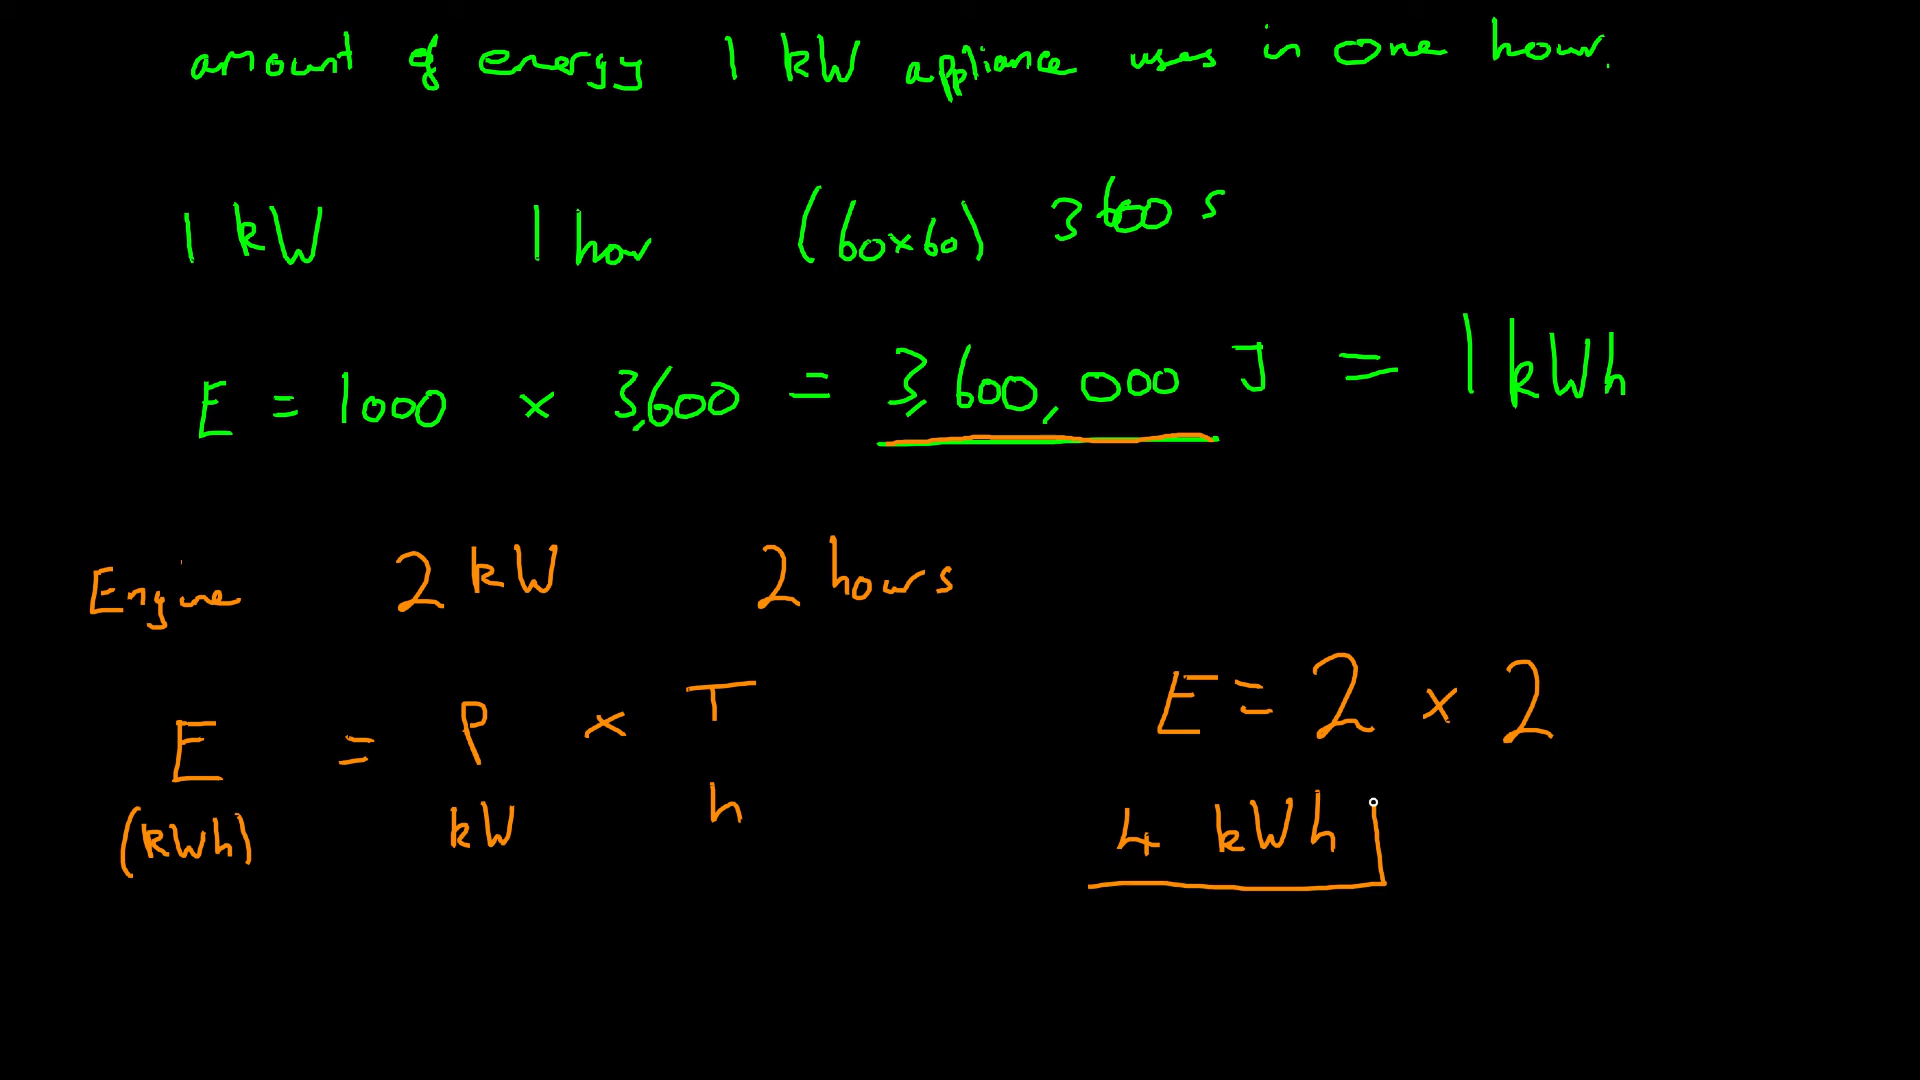 amount of energy 1 kW appliance uses in one hour.
1 kW 1 hour (60×60) 3600 s
E = 1000 × 3,600 = 3,600,000 J = 1 kWh
Engine 2 kW 2 hours
E = P × T
(kWh) kW h
E = 2 × 2
4 kWh